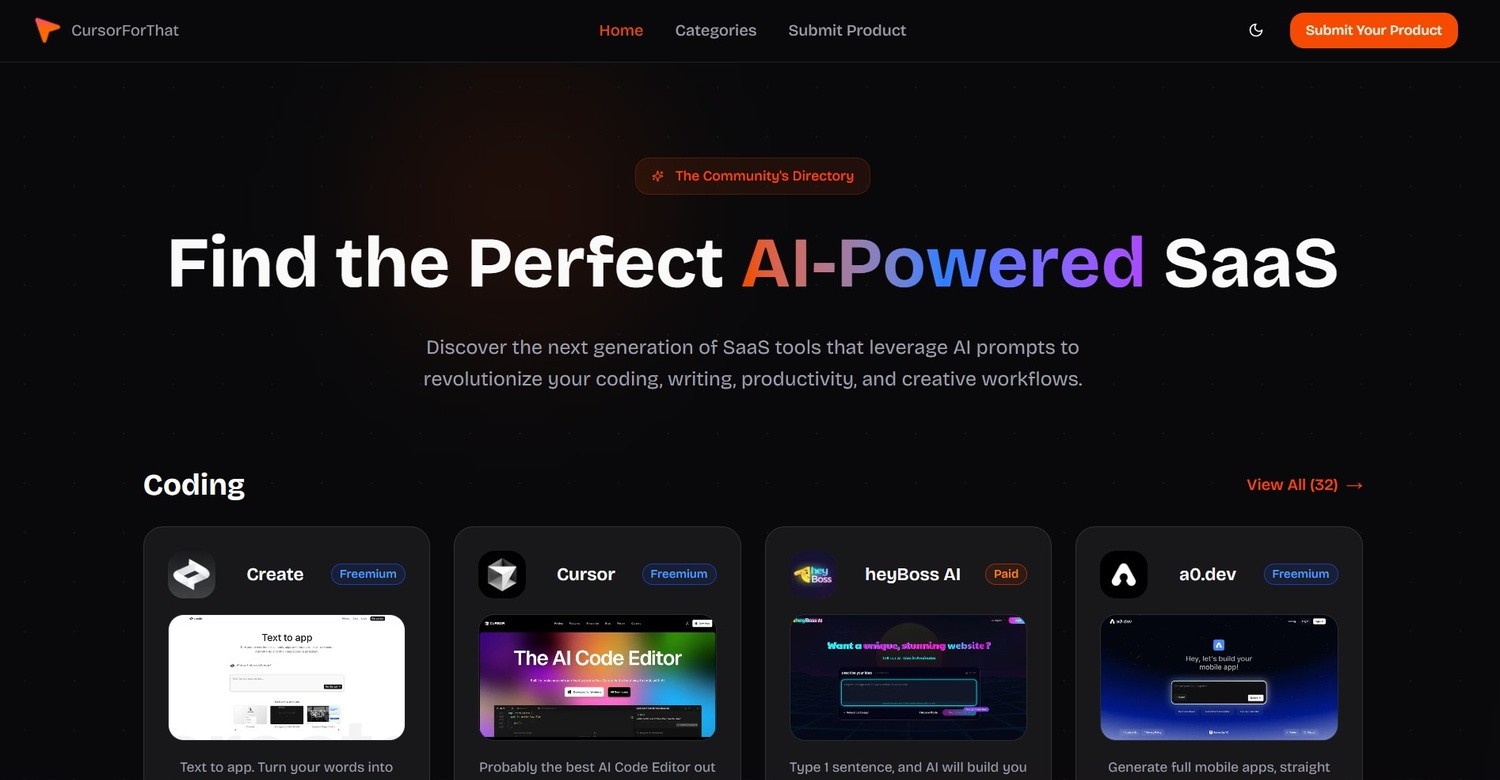 CursorForThat
Home
Categories
Submit Product
Submit Your Product
The Community's Directory
Find the Perfect AI-Powered SaaS
Discover the next generation of SaaS tools that leverage AI prompts to
revolutionize your coding, writing, productivity, and creative workflows.
Coding
View All (32) →
Create
Freemium
Cursor
Freemium
hey
Boss
heyBoss AI
Paid
a0.dev
Freemium
Text to app
The AI Code Editor
Want a unique, stunning website?
Hey, let's build your
mobile app!
Text to app. Turn your words into
Probably the best AI Code Editor out
Type 1 sentence, and AI will build you
Generate full mobile apps, straight